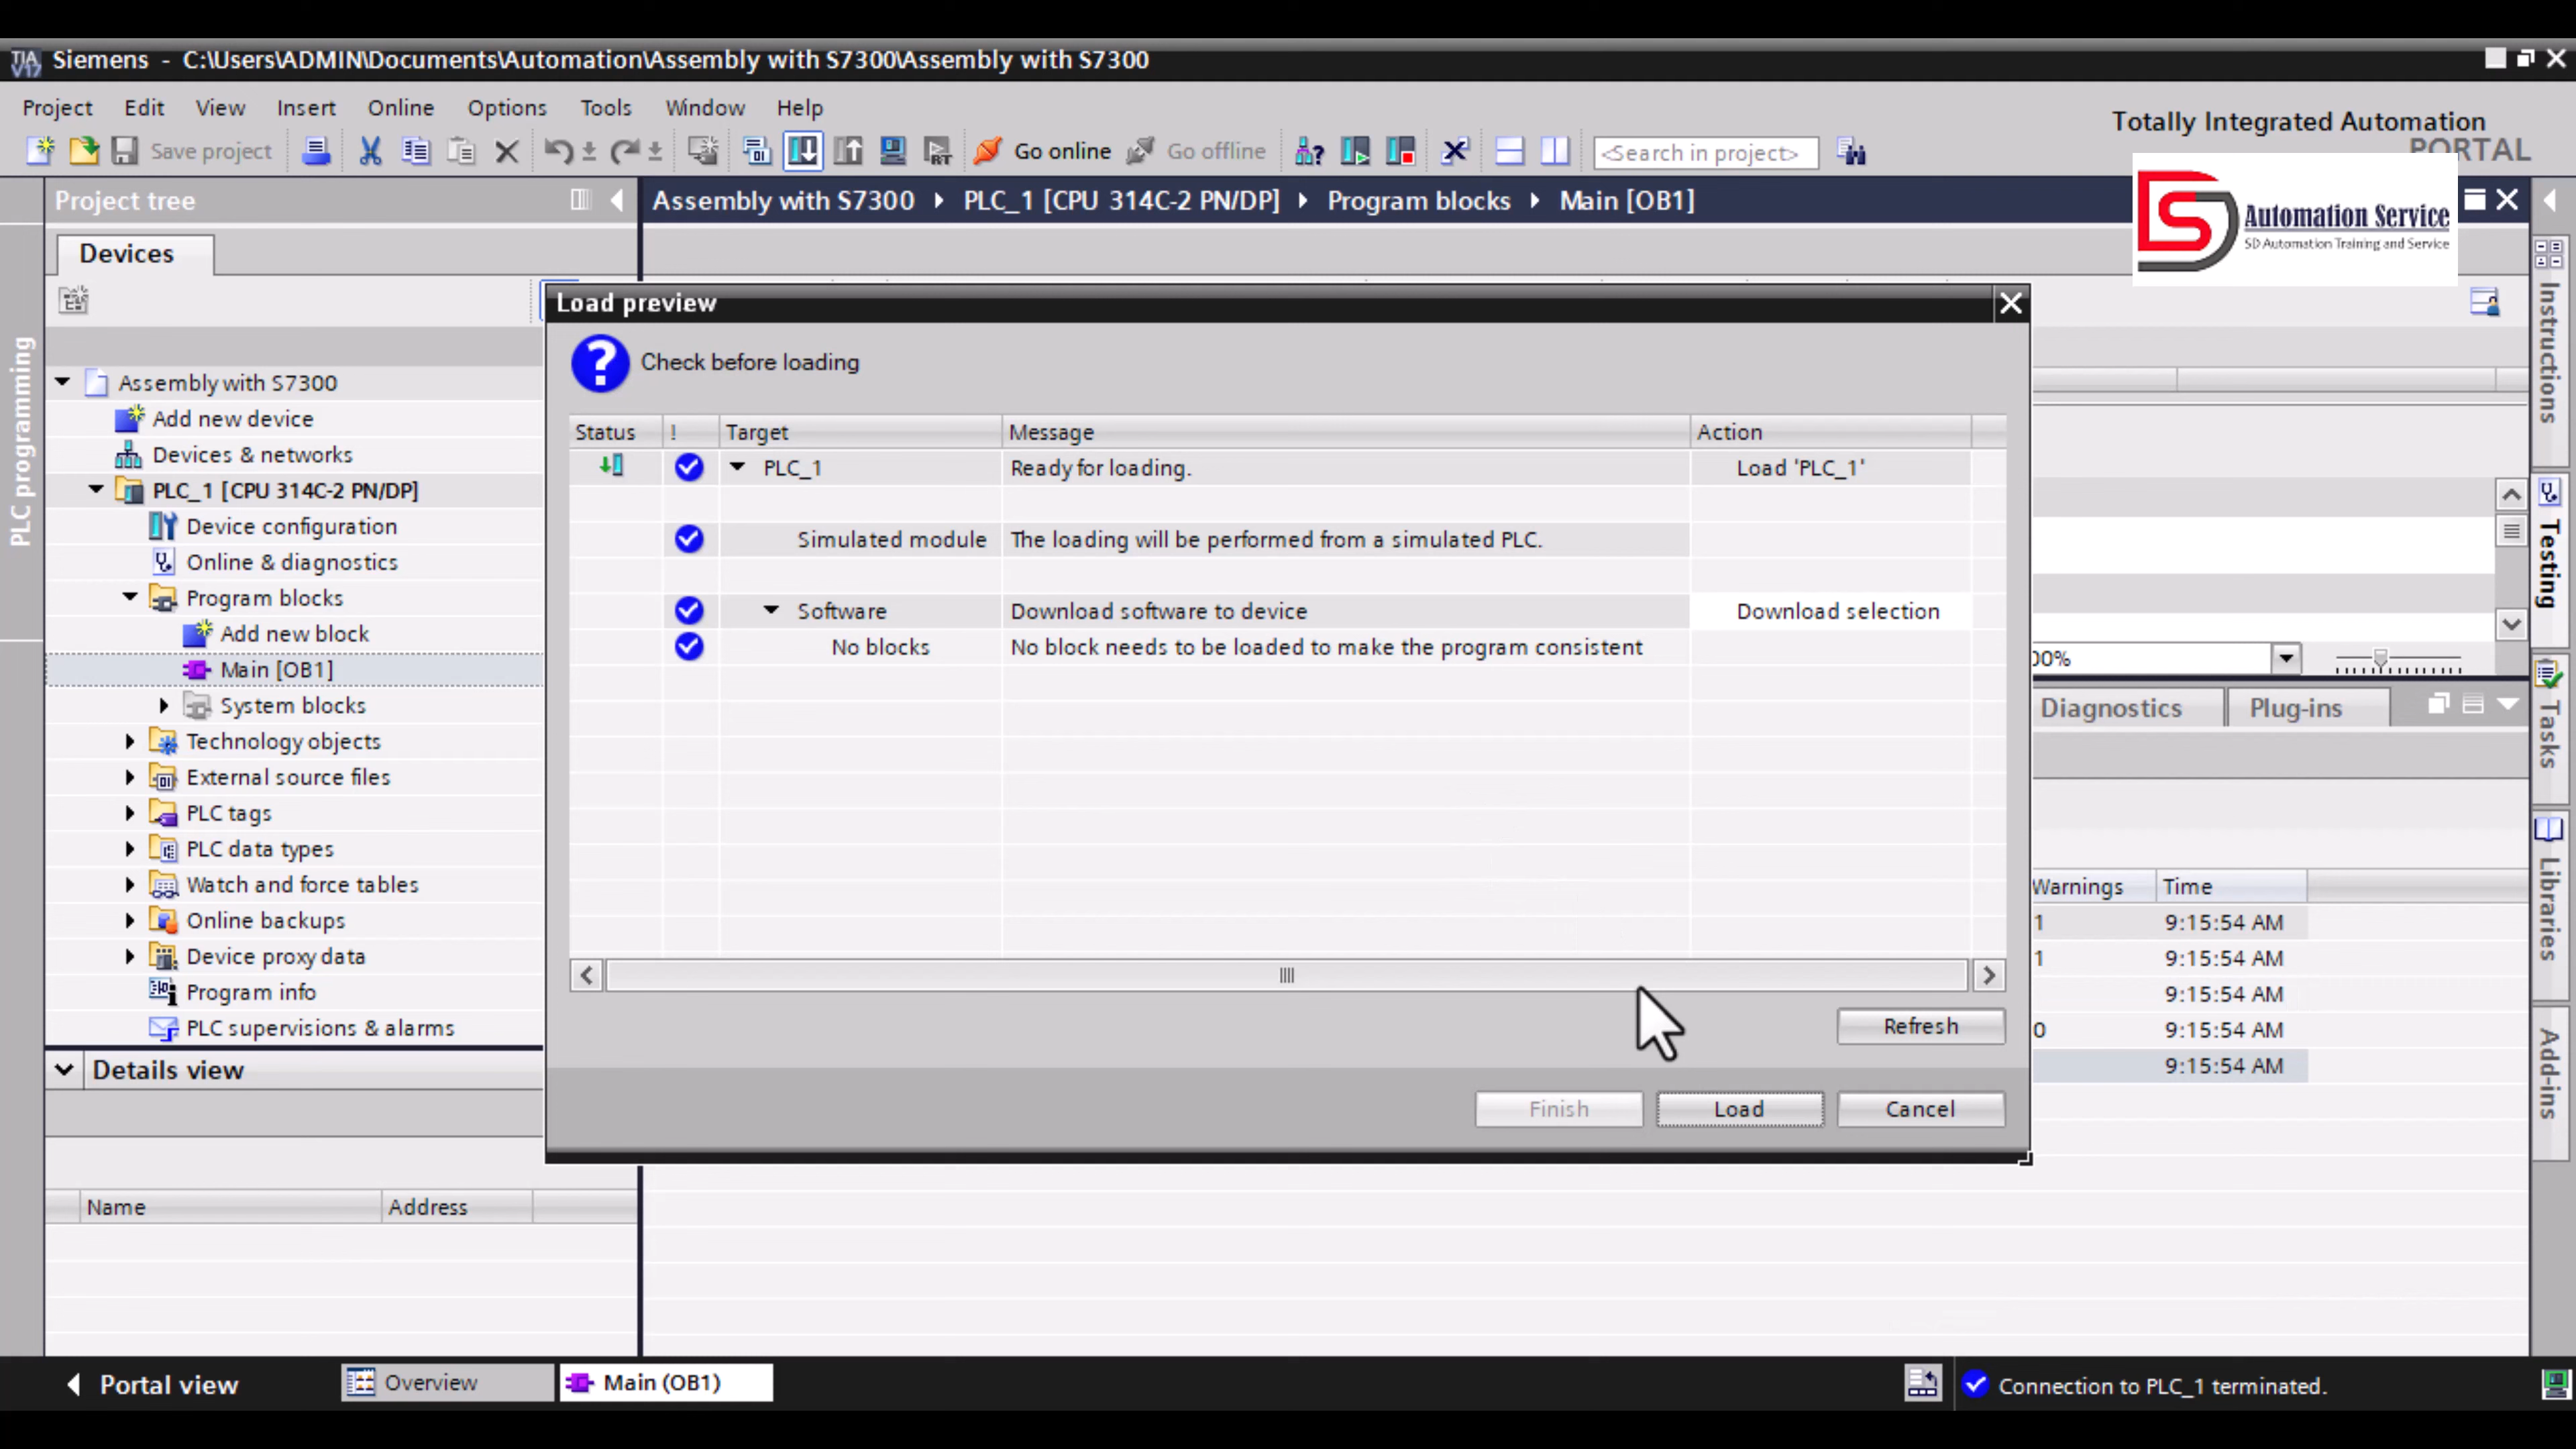 Siemens - C:\Users\ADMIN\Documents\Automation\Assembly with S7300\Assembly with S7300
Project Edit View Insert Online Options Tools Window Help
Totally Integrated Automation
PORTAL
Save project Go online Go offline <Search in project>
Project tree
Assembly with S7300 PLC_1 [CPU 314C-2 PN/DP] Program blocks Main [OB1]
Automation Service
SD Automation Training and Service
Devices
PLC programming
Assembly with S7300
Add new device
Devices & networks
PLC_1 [CPU 314C-2 PN/DP]
Device configuration
Online & diagnostics
Program blocks
Add new block
Main [OB1]
System blocks
Technology objects
External source files
PLC tags
PLC data types
Watch and force tables
Online backups
Device proxy data
Program info
PLC supervisions & alarms
Details view
Name Address
Load preview
Check before loading
Status ! Target Message Action
PLC_1 Ready for loading. Load 'PLC_1'
Simulated module The loading will be performed from a simulated PLC.
Software Download software to device Download selection
No blocks No block needs to be loaded to make the program consistent
Refresh
Finish Load Cancel
00%
Diagnostics Plug-ins
Warnings Time
1 9:15:54 AM
1 9:15:54 AM
9:15:54 AM
0 9:15:54 AM
9:15:54 AM
Instructions
Testing
Tasks
Libraries
Add-ins
Portal view Overview Main (OB1) Connection to PLC_1 terminated.